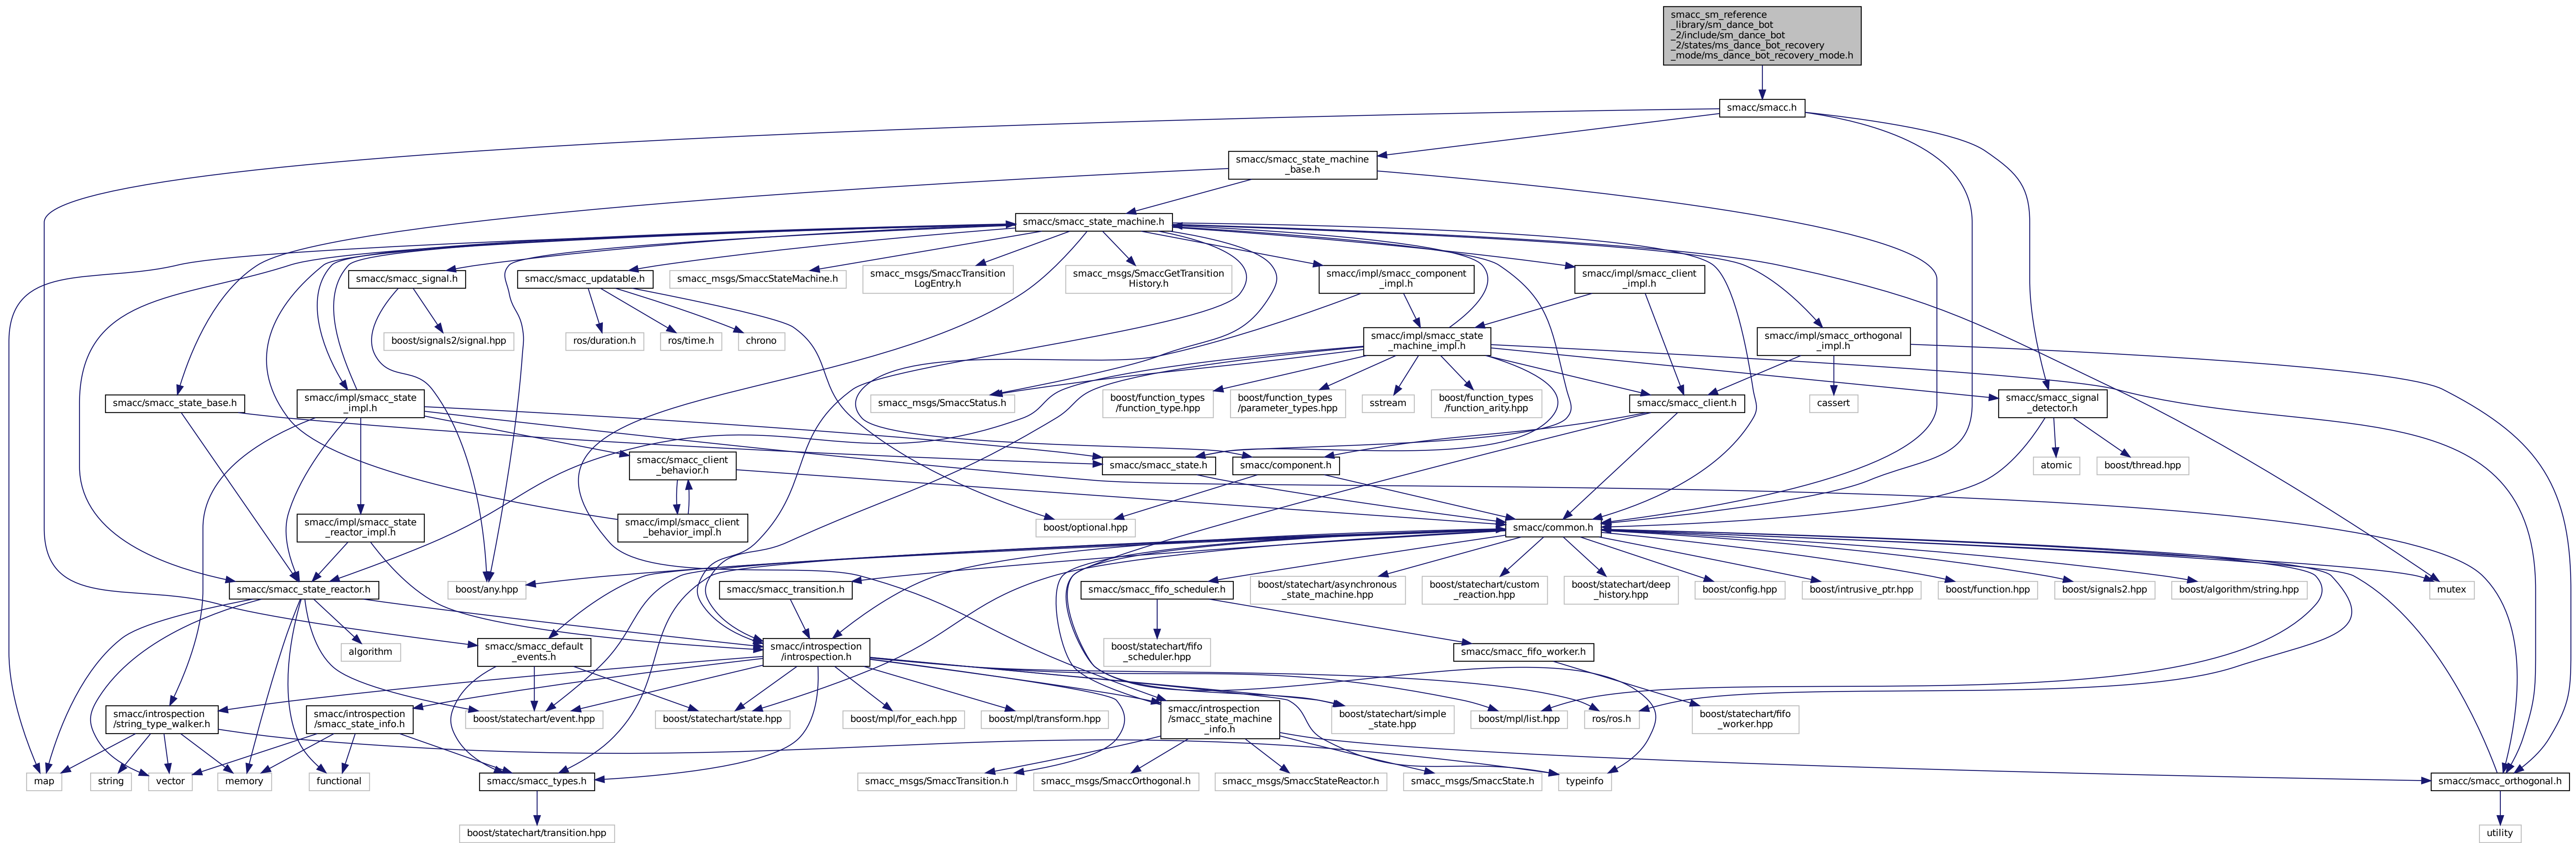 smacc_sm_reference
_library/sm_dance_bot
_2/include/sm_dance_bot
_2/states/ms_dance_bot_recovery
_mode/ms_dance_bot_recovery_mode.h
smacc/smacc.h
smacc/smacc_state_machine
_base.h
smacc/smacc_state_machine.h
smacc/smacc_signal.h
smacc/smacc_updatable.h
smacc_msgs/SmaccStateMachine.h
smacc_msgs/SmaccTransition
LogEntry.h
smacc_msgs/SmaccGetTransition
History.h
smacc/impl/smacc_component
_impl.h
smacc/impl/smacc_client
_impl.h
boost/signals2/signal.hpp
ros/duration.h
ros/time.h
chrono
smacc/impl/smacc_state
_machine_impl.h
smacc/impl/smacc_orthogonal
_impl.h
smacc/smacc_state_base.h
smacc/impl/smacc_state
_impl.h
smacc_msgs/SmaccStatus.h
boost/function_types
/function_type.hpp
boost/function_types
/parameter_types.hpp
sstream
boost/function_types
/function_arity.hpp
smacc/smacc_client.h
cassert
smacc/smacc_signal
_detector.h
smacc/smacc_client
_behavior.h
smacc/smacc_state.h
smacc/component.h
atomic
boost/thread.hpp
smacc/impl/smacc_state
_reactor_impl.h
smacc/impl/smacc_client
_behavior_impl.h
boost/optional.hpp
smacc/common.h
smacc/smacc_state_reactor.h
boost/any.hpp
smacc/smacc_transition.h
smacc/smacc_fifo_scheduler.h
boost/statechart/asynchronous
_state_machine.hpp
boost/statechart/custom
_reaction.hpp
boost/statechart/deep
_history.hpp
boost/config.hpp
boost/intrusive_ptr.hpp
boost/function.hpp
boost/signals2.hpp
boost/algorithm/string.hpp
mutex
algorithm
smacc/smacc_default
_events.h
smacc/introspection
/introspection.h
boost/statechart/fifo
_scheduler.hpp
smacc/smacc_fifo_worker.h
smacc/introspection
/string_type_walker.h
smacc/introspection
/smacc_state_info.h
boost/statechart/event.hpp
boost/statechart/state.hpp
boost/mpl/for_each.hpp
boost/mpl/transform.hpp
smacc/introspection
/smacc_state_machine
_info.h
boost/statechart/simple
_state.hpp
boost/mpl/list.hpp
ros/ros.h
boost/statechart/fifo
_worker.hpp
map
string
vector
memory
functional
smacc/smacc_types.h
smacc_msgs/SmaccTransition.h
smacc_msgs/SmaccOrthogonal.h
smacc_msgs/SmaccStateReactor.h
smacc_msgs/SmaccState.h
typeinfo
smacc/smacc_orthogonal.h
boost/statechart/transition.hpp
utility